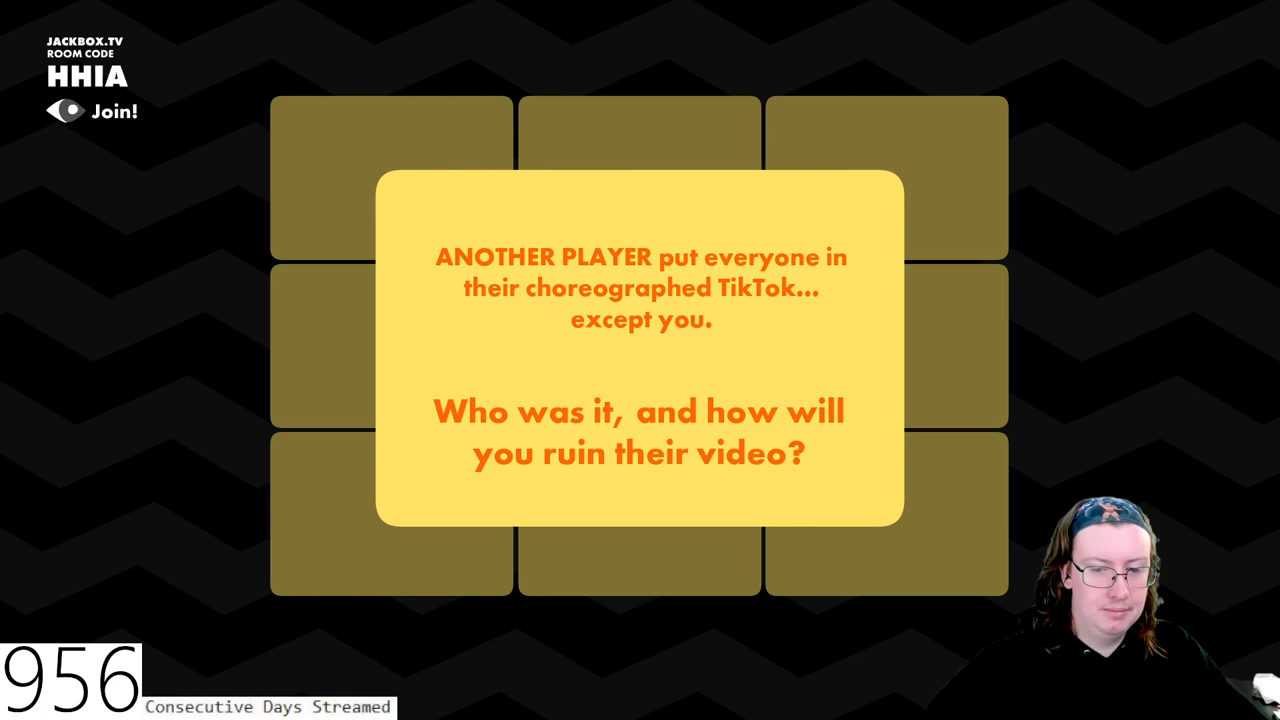 JACKBOX.TV
ROOM CODE
HHIA
Join!
ANOTHER PLAYER put everyone in
their choreographed TikTok...
except you.
Who was it, and how will
you ruin their video?
956
Consecutive Days Streamed